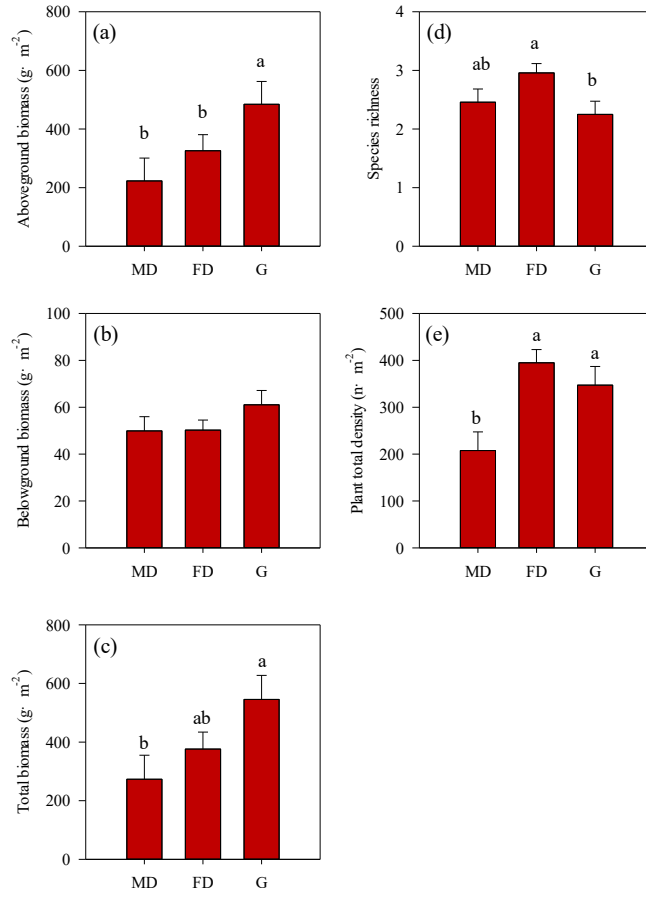 (a)
Aboveground biomass (g· m⁻²)
800
600
400
200
0
b
b
a
MD FD G
(d)
Species richness
4
3
2
1
0
ab
a
b
MD FD G
(b)
Belowground biomass (g· m⁻²)
100
80
60
40
20
0
MD FD G
(e)
Plant total density (n· m⁻²)
500
400
300
200
100
0
b
a
a
MD FD G
(c)
Total biomass (g· m⁻²)
800
600
400
200
0
b
ab
a
MD FD G